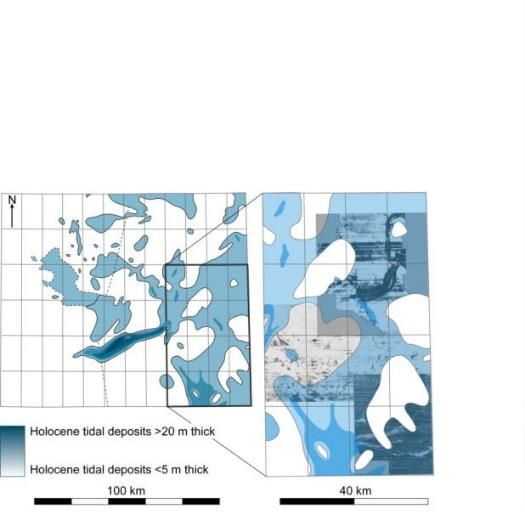 N
Holocene tidal deposits >20 m thick
Holocene tidal deposits <5 m thick
100 km
40 km